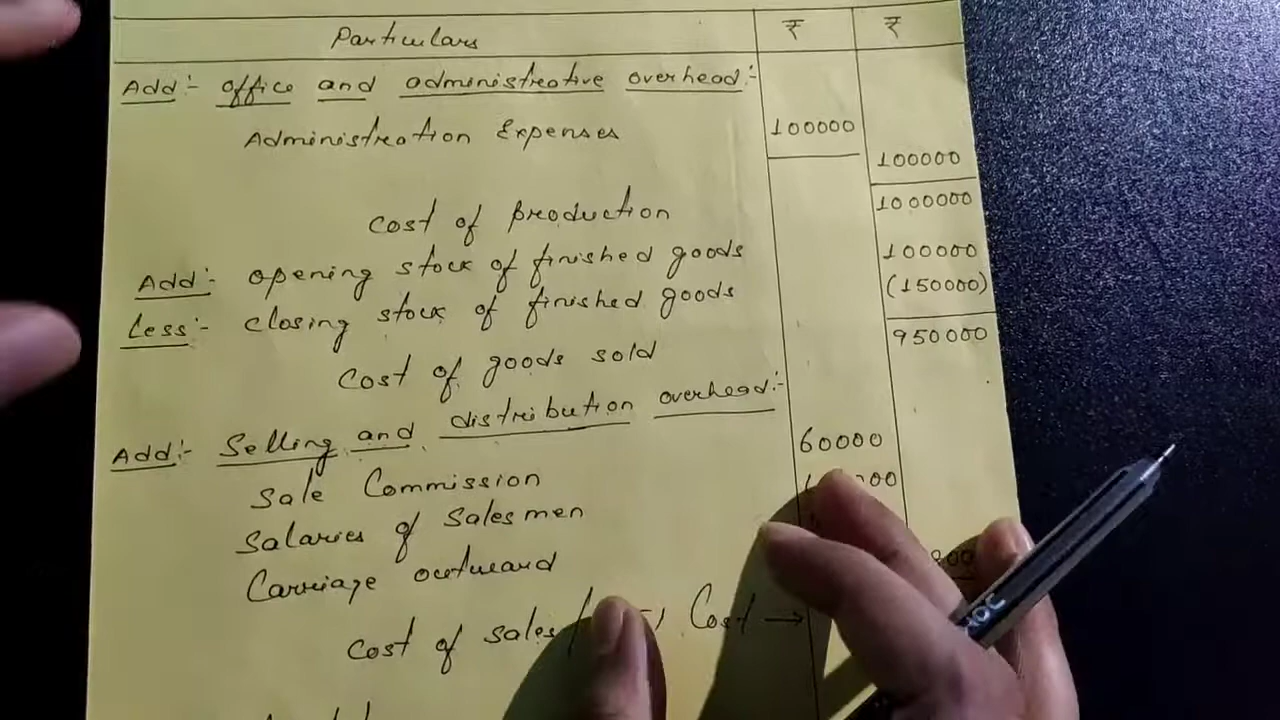 Particulars ₹ ₹
Add:- office and administrative overhead:-
Administration Expenses 100000
100000
Cost of production 1000000
Add:- opening stock of finished goods 100000
Less:- closing stock of finished goods (150000)
Cost of goods sold 950000
Add:- Selling and distribution overhead:-
Sale Commission 60000
Salaries of Salesmen
Carriage outward
Cost of sales / Cost →